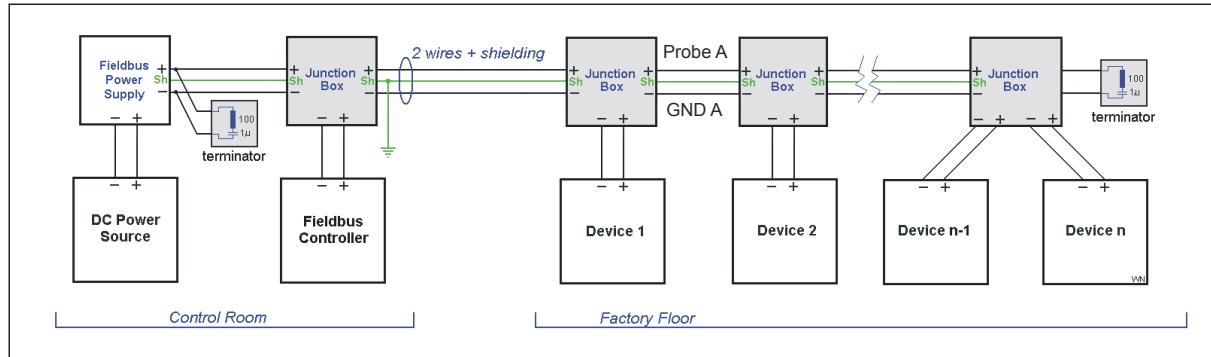 2 wires + shielding
Probe A
GND A
Fieldbus
Power
Supply
+
Sh
−
− +
Junction
Box
+
Sh
−
+
Sh
−
− +
Junction
Box
+
Sh
−
+
Sh
−
− +
Junction
Box
+
Sh
−
+
Sh
−
− +
Junction
Box
+
Sh
−
+
−
− +
− +
100
1µ
terminator
100
1µ
terminator
− +
DC Power
Source
− +
Fieldbus
Controller
− +
Device 1
− +
Device 2
− +
Device n-1
− +
Device n
WN
Control Room
Factory Floor